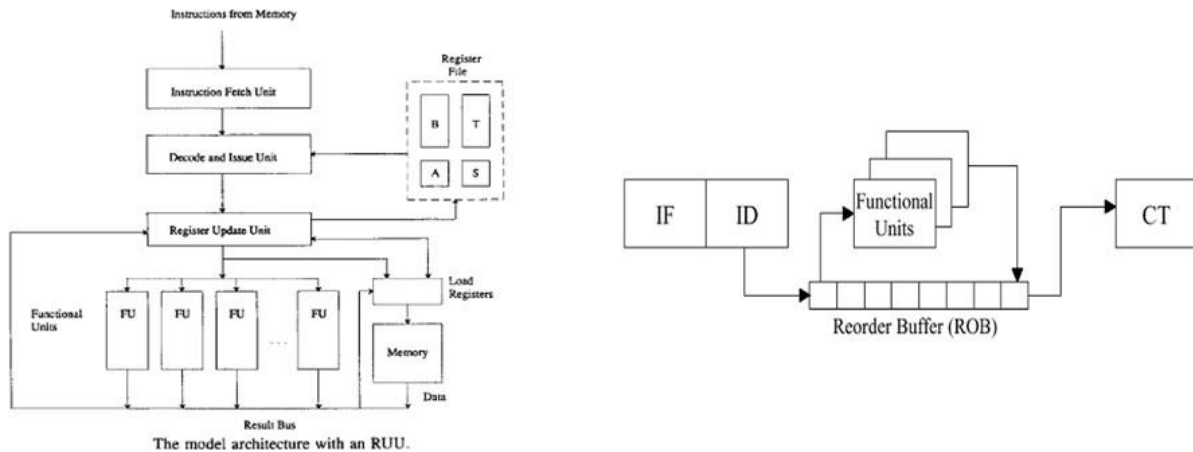 Instructions from Memory
Register
File
Instruction Fetch Unit
B T
Decode and Issue Unit
A S
Register Update Unit
Load
Registers
Functional
Units
FU FU FU FU
. . .
Memory
Data
Result Bus
The model architecture with an RUU.
IF ID
Functional
Units
CT
Reorder Buffer (ROB)